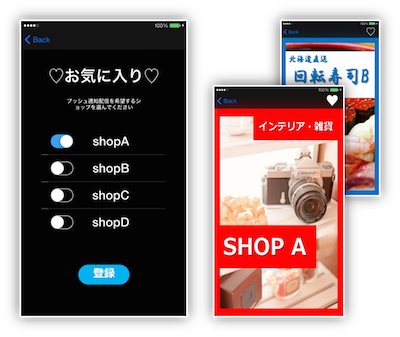 Back
♡お気に入り♡
プッシュ通知配信を希望するシ
ョップを選んでください
shopA
shopB
shopC
shopD
登録
Back
インテリア・雑貨
SHOP A
Back
北海道直送
回転寿司B